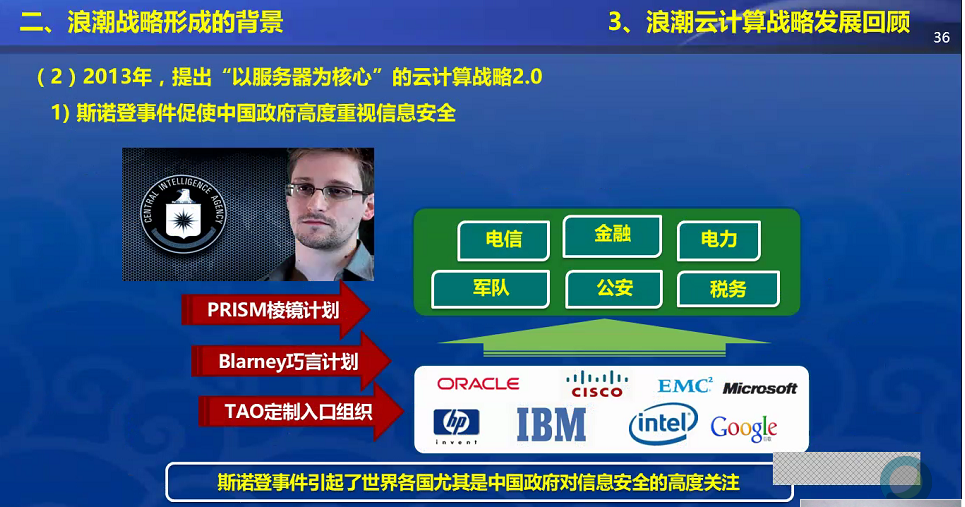 二、浪潮战略形成的背景
3、浪潮云计算战略发展回顾
36
（2）2013年，提出“以服务器为核心”的云计算战略2.0
1) 斯诺登事件促使中国政府高度重视信息安全
CENTRAL INTELLIGENCE AGENCY
电信
金融
电力
军队
公安
税务
PRISM棱镜计划
Blarney巧言计划
TAO定制入口组织
ORACLE
CISCO
EMC²
Microsoft
hp
invent
IBM
intel
Google
斯诺登事件引起了世界各国尤其是中国政府对信息安全的高度关注